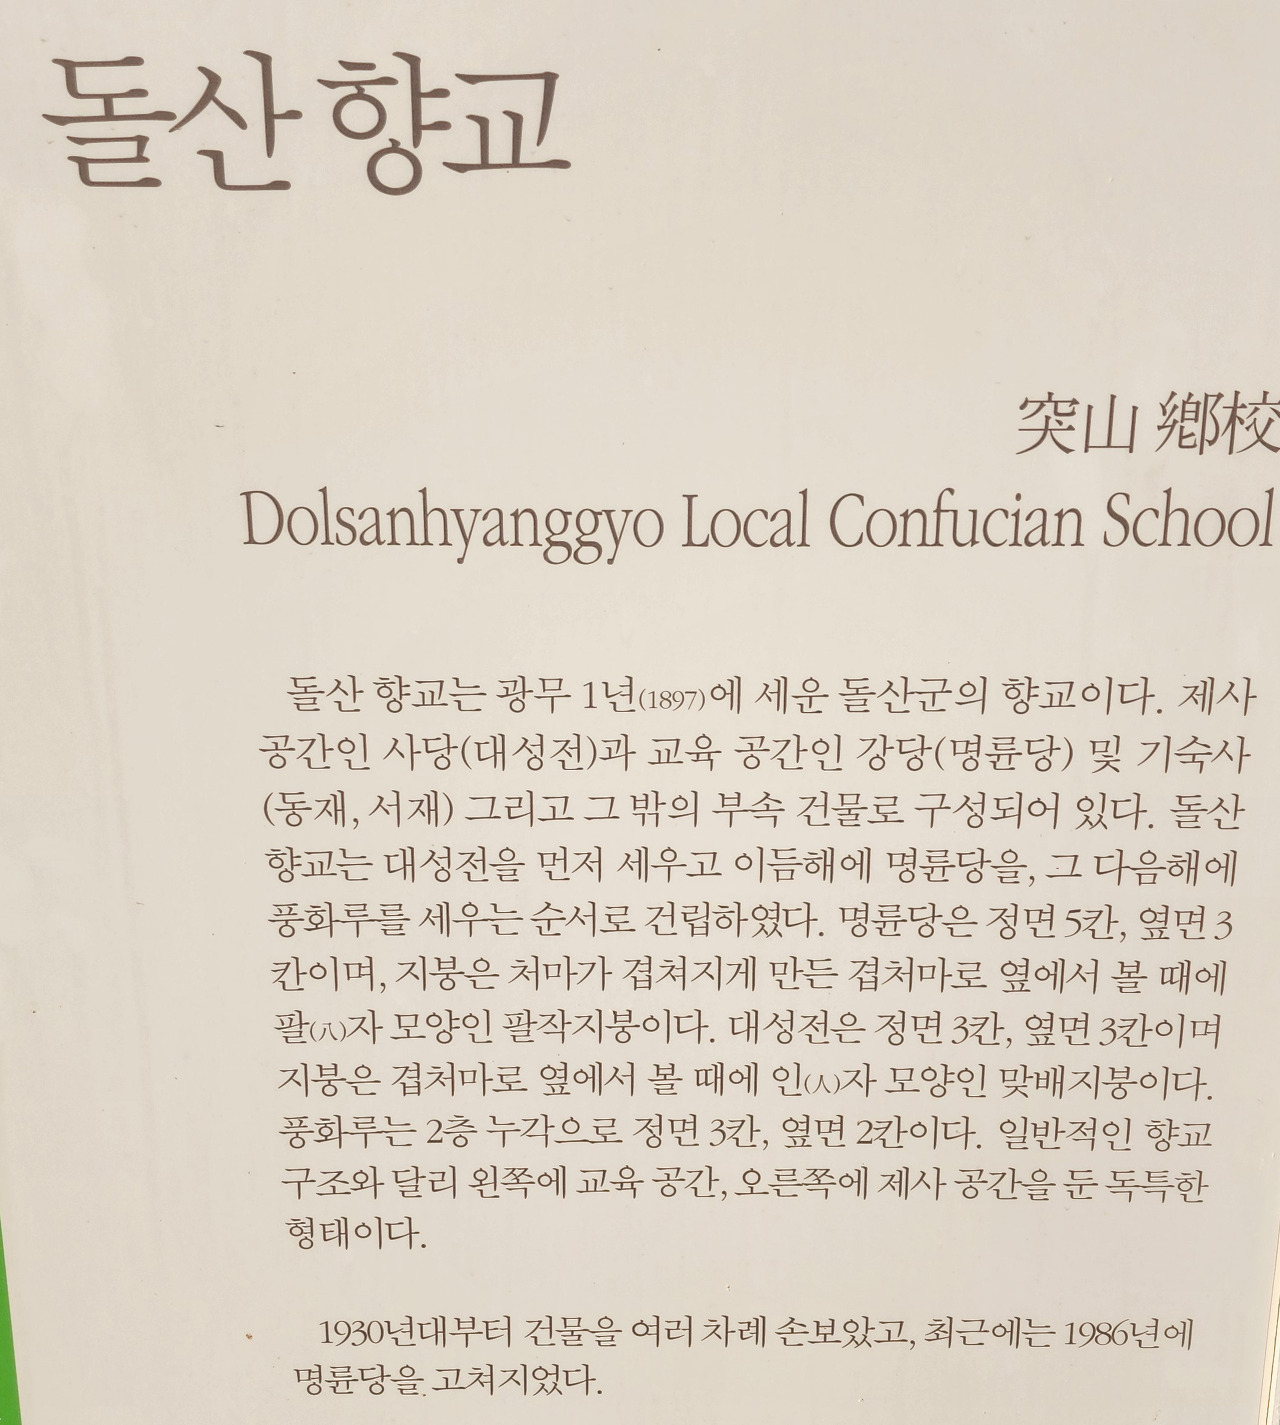 돌산 향교
突山 鄕校
Dolsanhyanggyo Local Confucian School
돌산 향교는 광무 1년(1897)에 세운 돌산군의 향교이다. 제사
공간인 사당(대성전)과 교육 공간인 강당(명륜당) 및 기숙사
(동재, 서재) 그리고 그 밖의 부속 건물로 구성되어 있다. 돌산
향교는 대성전을 먼저 세우고 이듬해에 명륜당을, 그 다음해에
풍화루를 세우는 순서로 건립하였다. 명륜당은 정면 5칸, 옆면 3
칸이며, 지붕은 처마가 겹쳐지게 만든 겹처마로 옆에서 볼 때에
팔(八)자 모양인 팔작지붕이다. 대성전은 정면 3칸, 옆면 3칸이며
지붕은 겹처마로 옆에서 볼 때에 인(人)자 모양인 맞배지붕이다.
풍화루는 2층 누각으로 정면 3칸, 옆면 2칸이다. 일반적인 향교
구조와 달리 왼쪽에 교육 공간, 오른쪽에 제사 공간을 둔 독특한
형태이다.
1930년대부터 건물을 여러 차례 손보았고, 최근에는 1986년에
명륜당을 고쳐지었다.